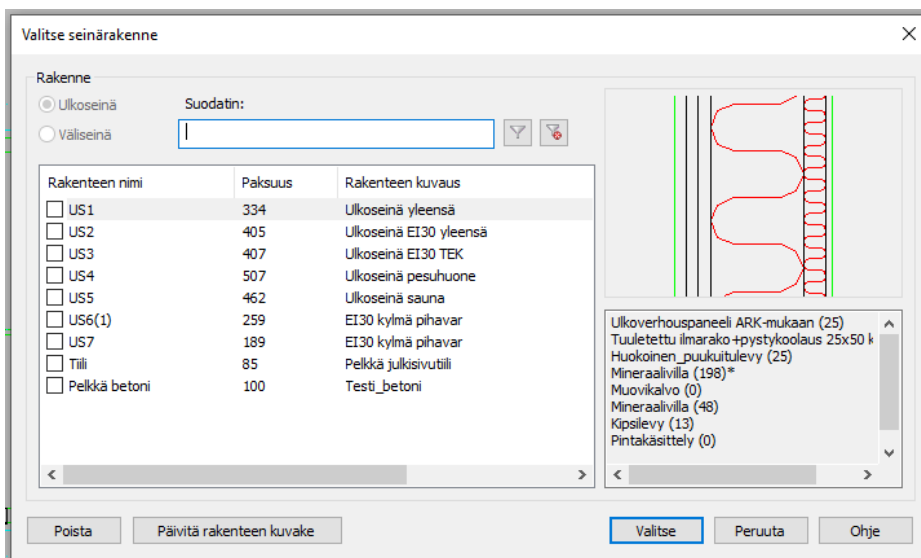 Valitse seinärakenne
Rakenne
Ulkoseinä
Väliseinä
Suodatin:
Rakenteen nimi Paksuus Rakenteen kuvaus
US1 334 Ulkoseinä yleensä
US2 405 Ulkoseinä EI30 yleensä
US3 407 Ulkoseinä EI30 TEK
US4 507 Ulkoseinä pesuhuone
US5 462 Ulkoseinä sauna
US6(1) 259 EI30 kylmä pihavar
US7 189 EI30 kylmä pihavar
Tiili 85 Pelkkä julkisivutiili
Pelkkä betoni 100 Testi_betoni
Ulkoverhouspaneeli ARK-mukaan (25)
Tuuletettu ilmarako+pystykoolaus 25x50 k
Huokoinen_puukuitulevy (25)
Mineraalivilla (198)*
Muovikalvo (0)
Mineraalivilla (48)
Kipsilevy (13)
Pintakäsittely (0)
Poista Päivitä rakenteen kuvake Valitse Peruuta Ohje